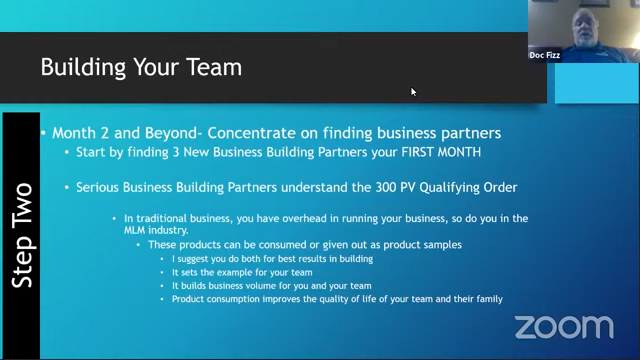 Doc Fizz
Building Your Team
Step Two
• Month 2 and Beyond- Concentrate on finding business partners
• Start by finding 3 New Business Building Partners your FIRST MONTH
• Serious Business Building Partners understand the 300 PV Qualifying Order
• In traditional business, you have overhead in running your business, so do you in the
MLM industry.
• These products can be consumed or given out as product samples
• I suggest you do both for best results in building
• It sets the example for your team
• It builds business volume for you and your team
• Product consumption improves the quality of life of your team and their family
zoom